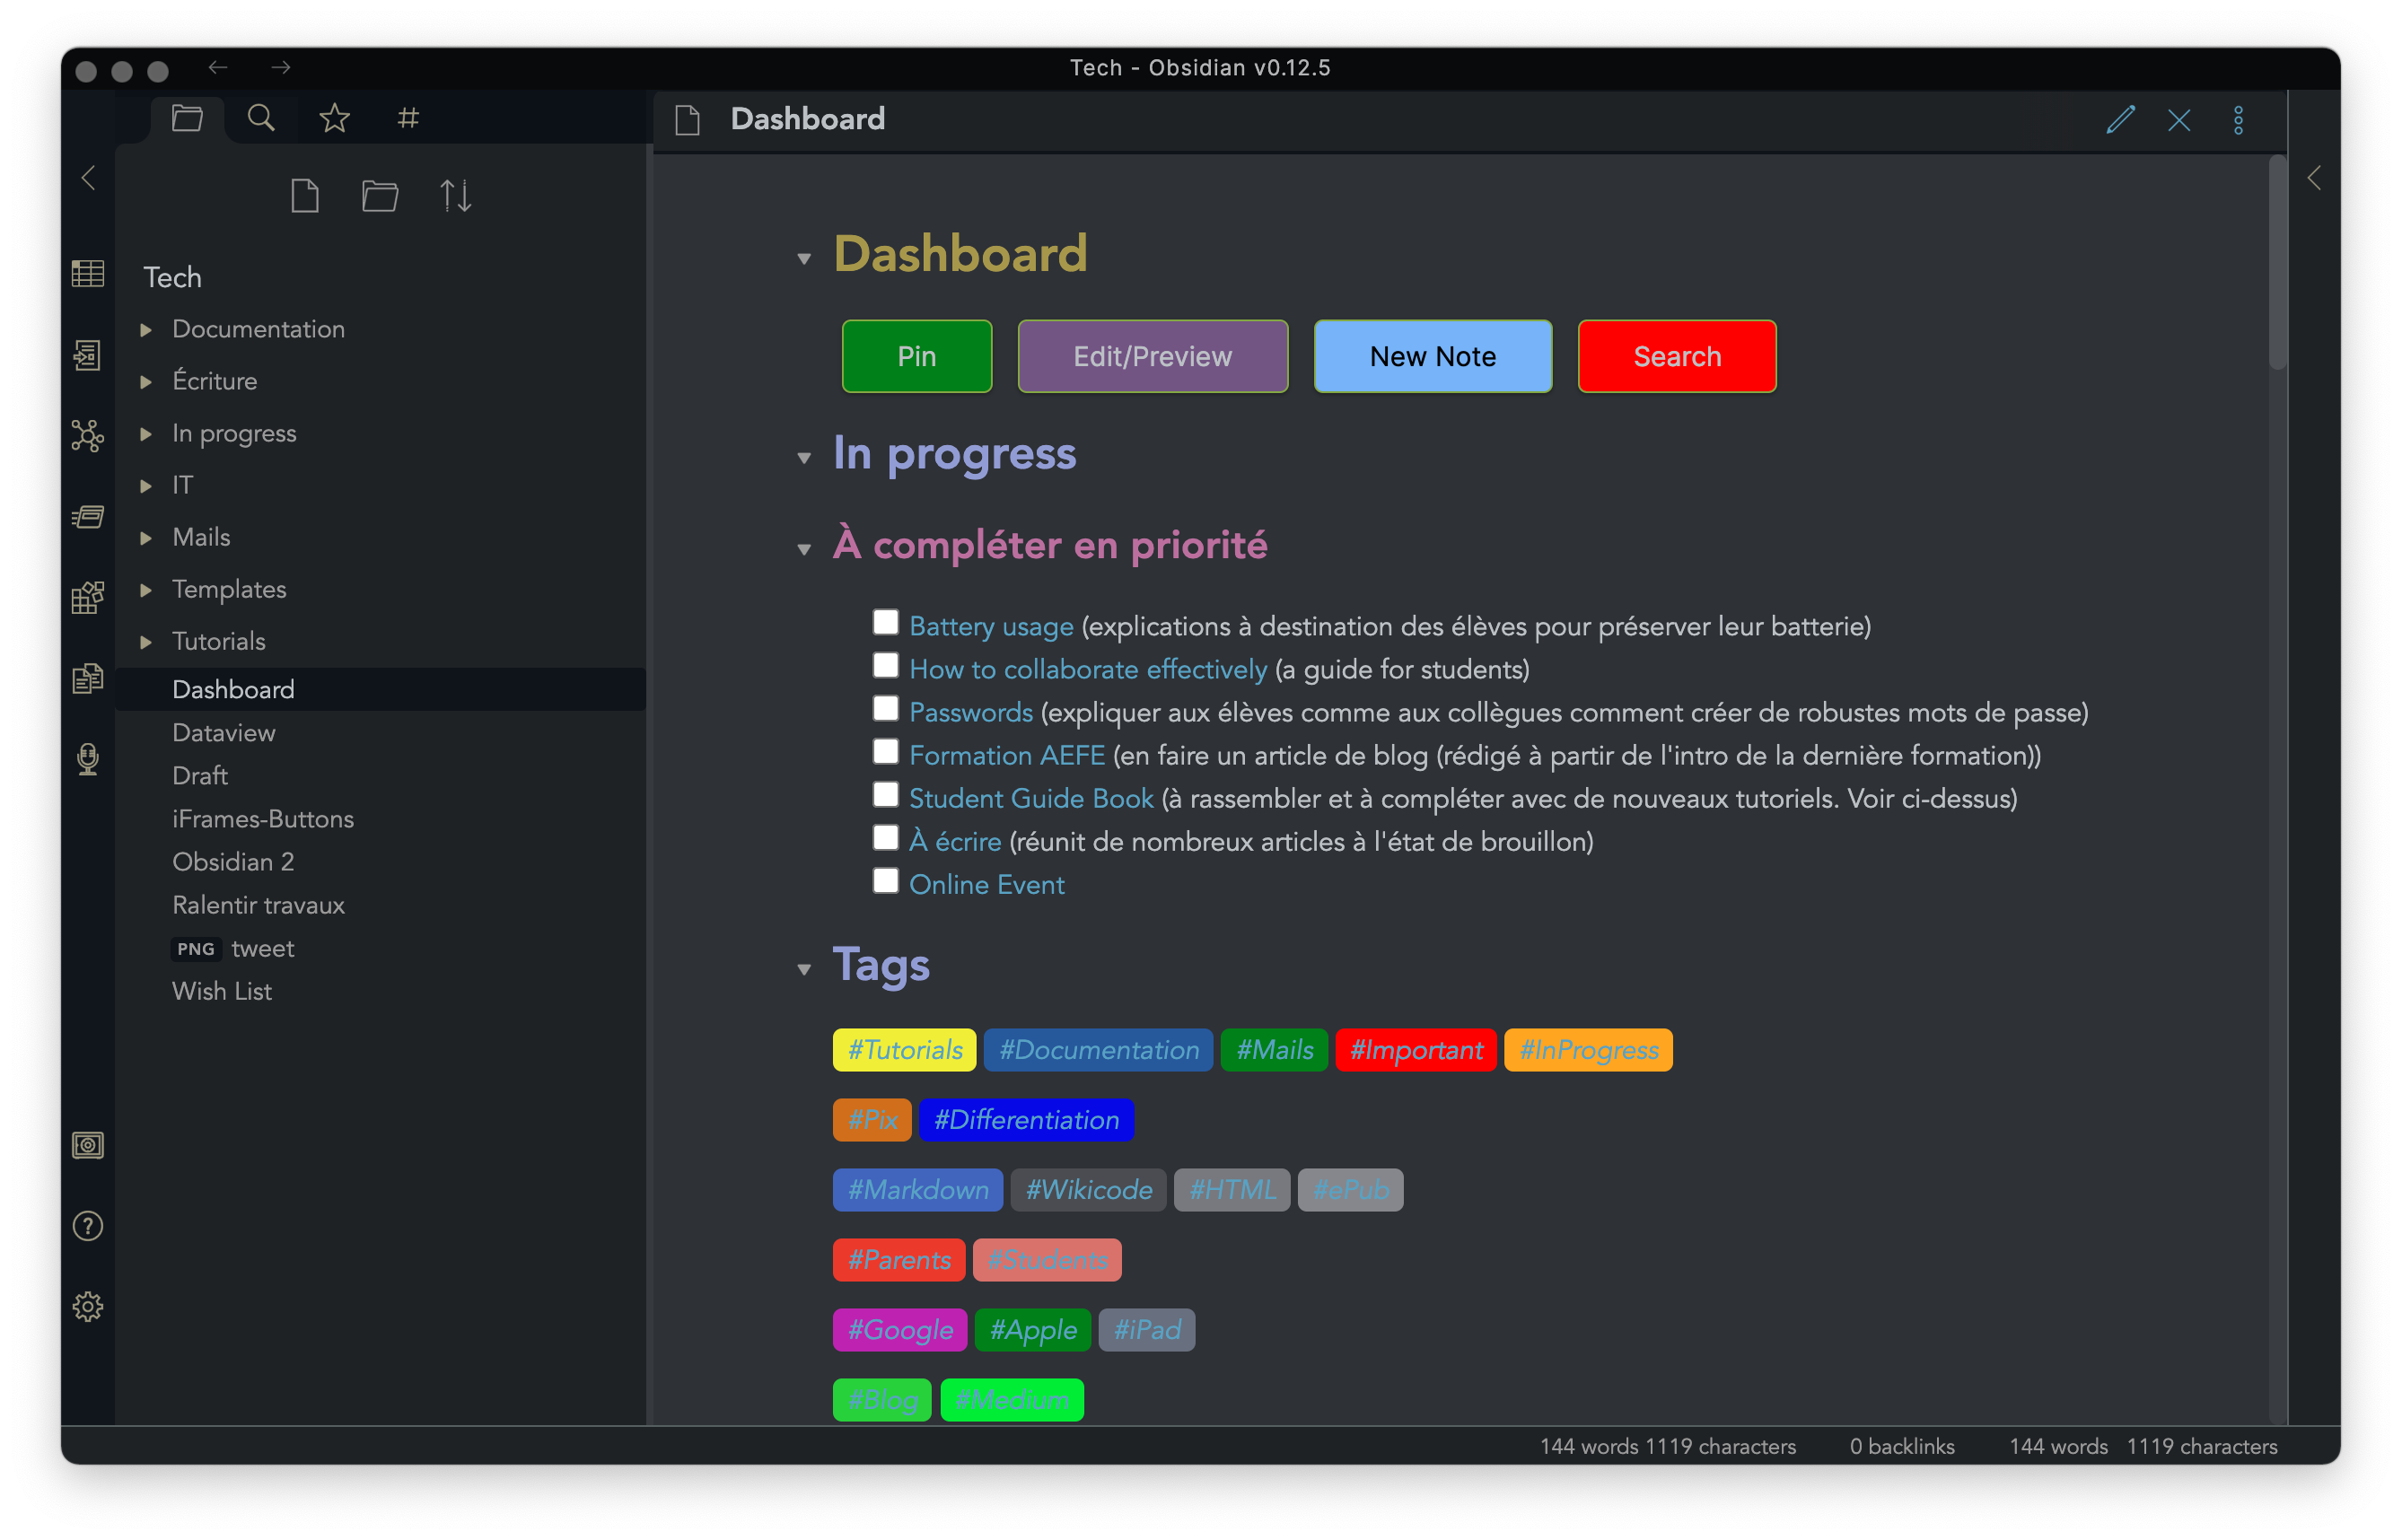 Tech - Obsidian v0.12.5
Dashboard
Tech
Documentation
Écriture
In progress
IT
Mails
Templates
Tutorials
Dashboard
Dataview
Draft
iFrames-Buttons
Obsidian 2
Ralentir travaux
PNG tweet
Wish List
Dashboard
Pin Edit/Preview New Note Search
In progress
À compléter en priorité
Battery usage (explications à destination des élèves pour préserver leur batterie)
How to collaborate effectively (a guide for students)
Passwords (expliquer aux élèves comme aux collègues comment créer de robustes mots de passe)
Formation AEFE (en faire un article de blog (rédigé à partir de l'intro de la dernière formation))
Student Guide Book (à rassembler et à compléter avec de nouveaux tutoriels. Voir ci-dessus)
À écrire (réunit de nombreux articles à l'état de brouillon)
Online Event
Tags
#Tutorials #Documentation #Mails #Important #InProgress
#Pix #Differentiation
#Markdown #Wikicode #HTML #ePub
#Parents #Students
#Google #Apple #iPad
#Blog #Medium
144 words 1119 characters 0 backlinks 144 words 1119 characters